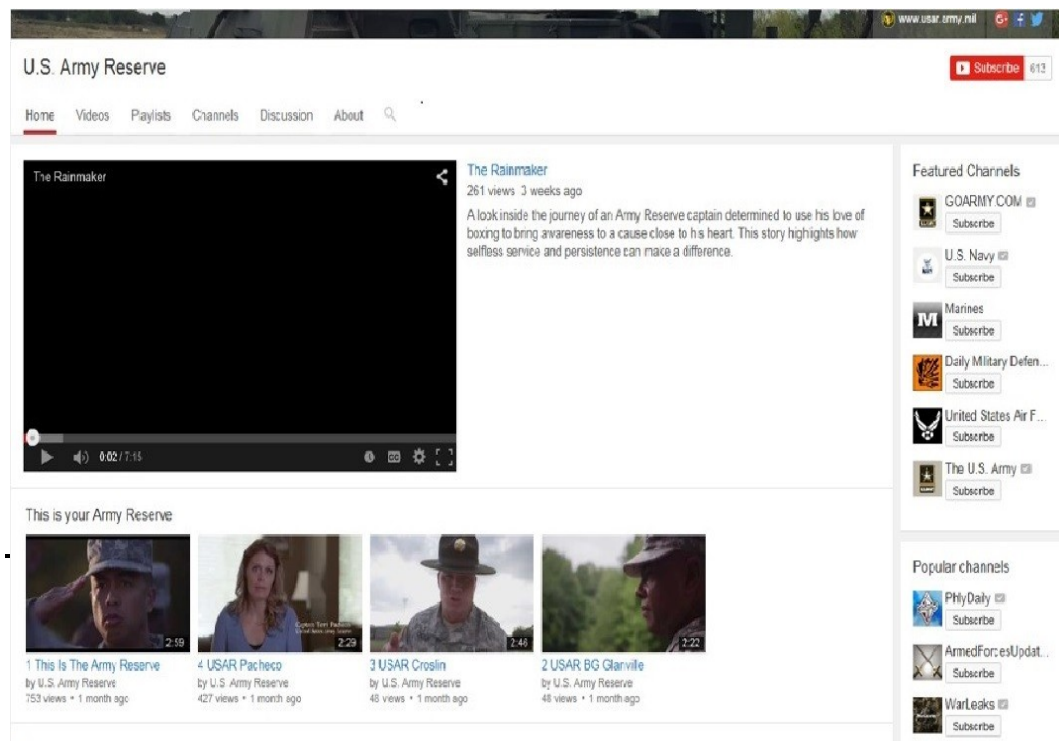 www.usar.army.mil
U.S. Army Reserve
Subscribe 613
Home Videos Playlists Channels Discussion About
The Rainmaker
0:02 / 7:15
CC
The Rainmaker
261 views 3 weeks ago
A look inside the journey of an Army Reserve captain determined to use his love of
boxing to bring awareness to a cause close to his heart. This story highlights how
selfless service and persistence can make a difference.
This is your Army Reserve
2:59
1 This Is The Army Reserve
by U.S. Army Reserve
753 views • 1 month ago
2:29
4 USAR Pacheco
by U.S. Army Reserve
427 views • 1 month ago
2:46
3 USAR Croslin
by U.S. Army Reserve
48 views • 1 month ago
2:22
2 USAR BG Glanville
by U.S. Army Reserve
48 views • 1 month ago
Featured Channels
GOARMY.COM
Subscribe
U.S. Navy
Subscribe
Marines
Subscribe
Daily Military Defen...
Subscribe
United States Air F...
Subscribe
The U.S. Army
Subscribe
Popular channels
PhlyDaily
Subscribe
ArmedForcesUpdat...
Subscribe
WarLeaks
Subscribe